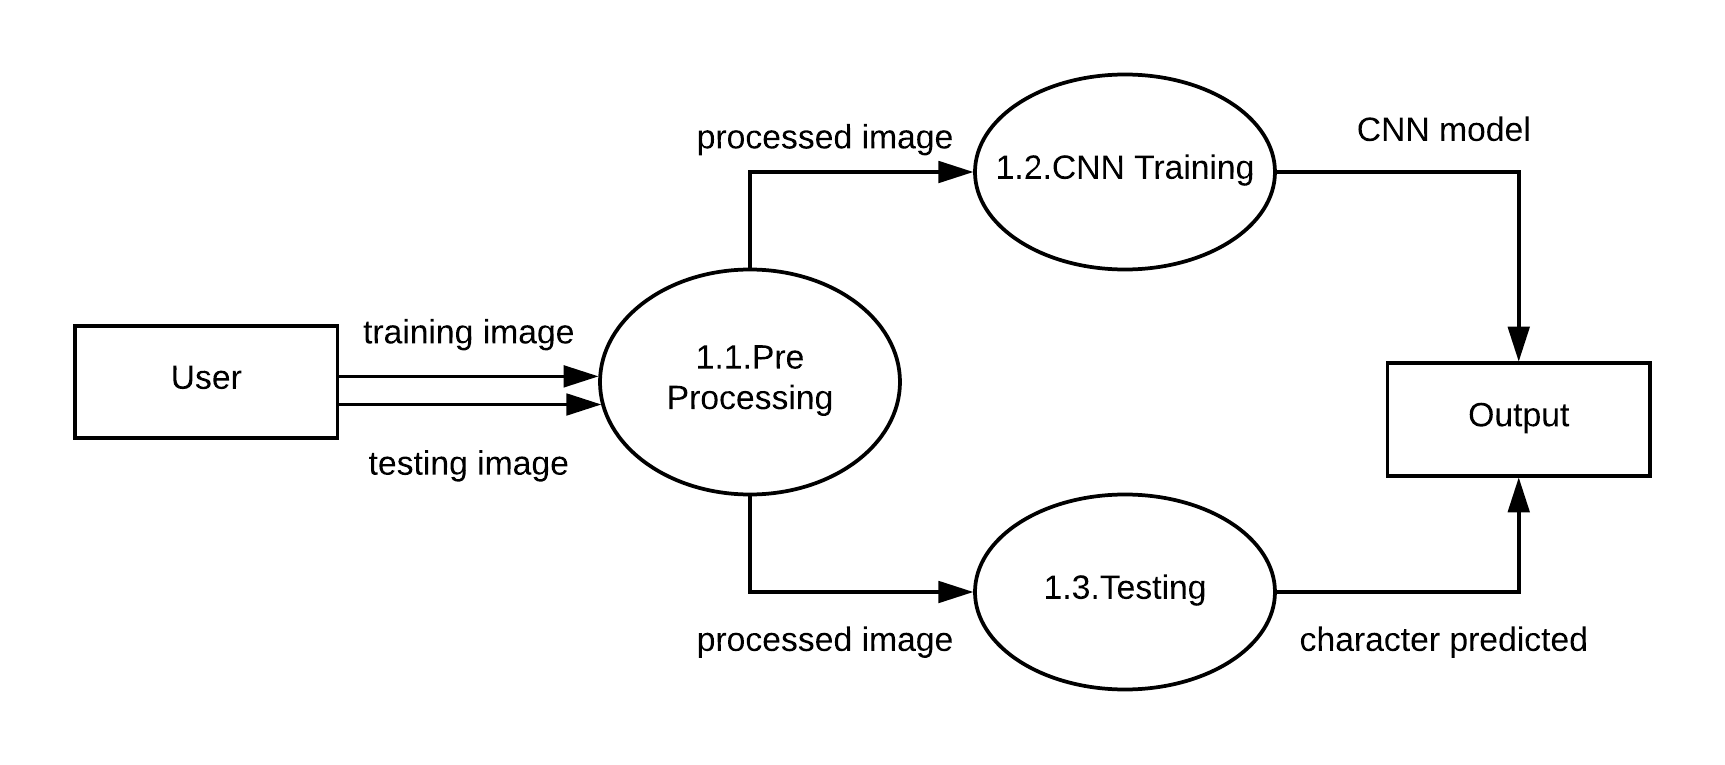 User
training image
testing image
1.1.Pre
Processing
processed image
1.2.CNN Training
CNN model
processed image
1.3.Testing
character predicted
Output